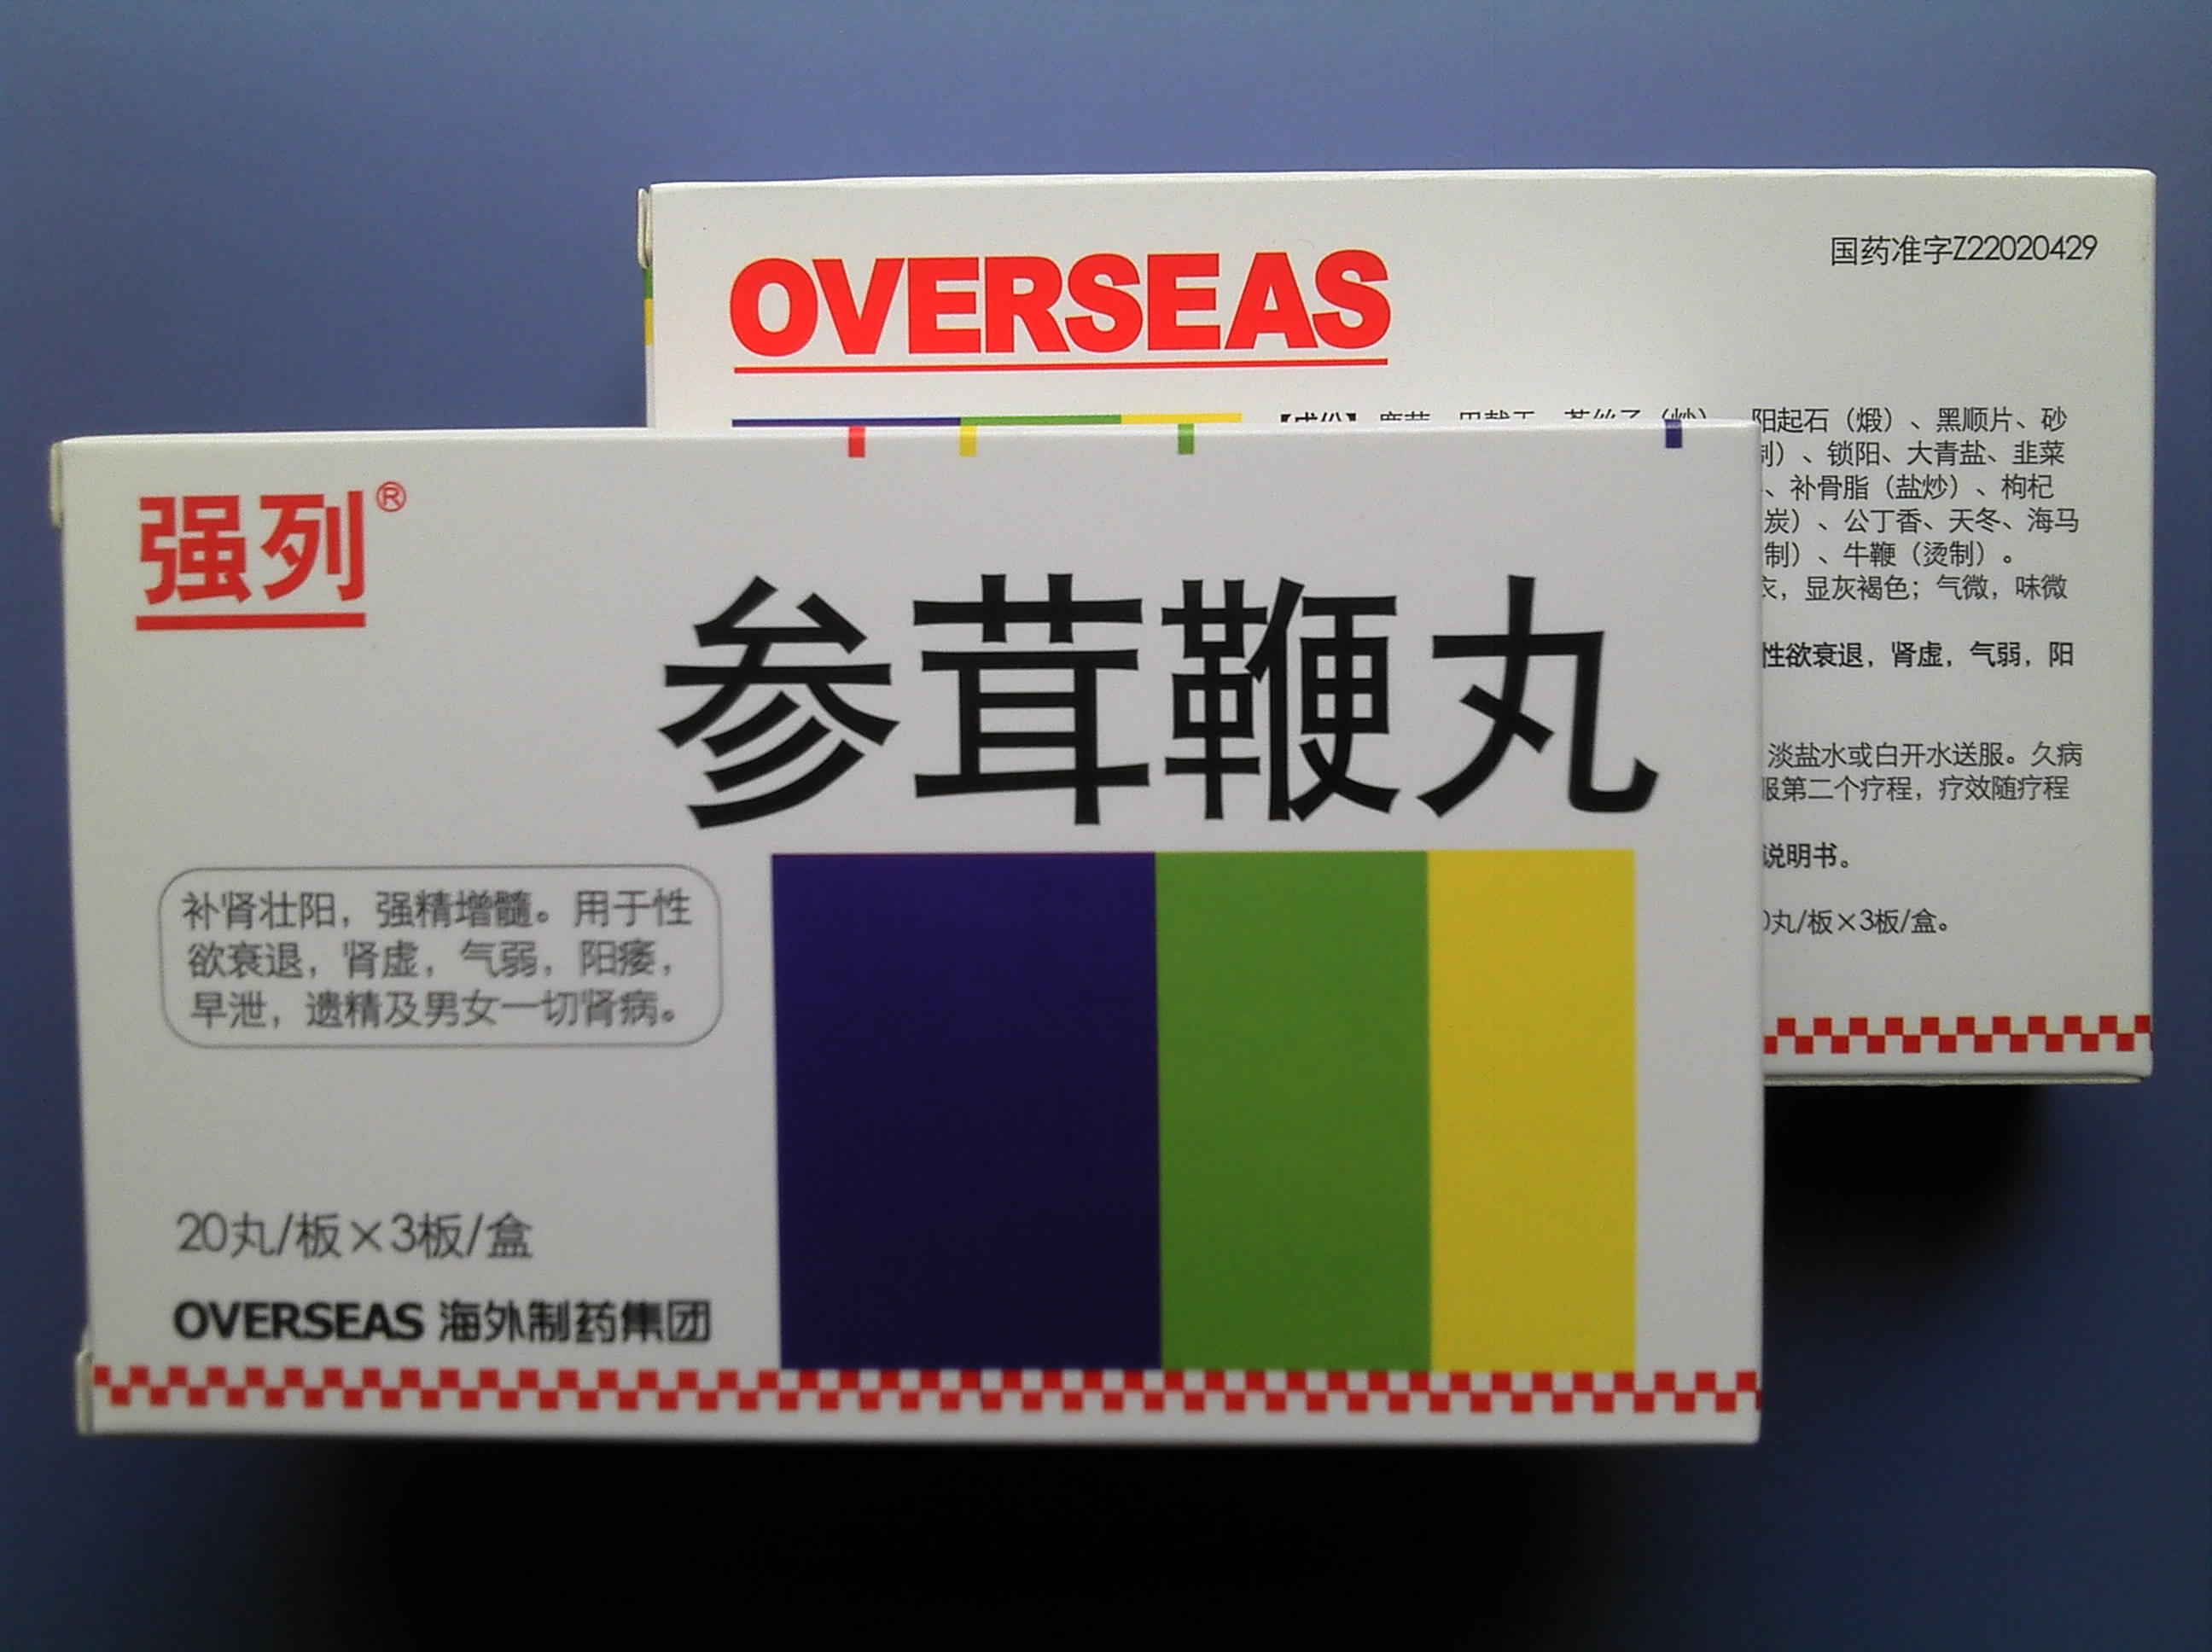 OVERSEAS
国药准字Z22020429
阳起石（煅）、黑顺片、砂
制）、锁阳、大青盐、韭菜
、补骨脂（盐炒）、枸杞
炭）、公丁香、天冬、海马
制）、牛鞭（烫制）。
衣，显灰褐色；气微，味微
性欲衰退，肾虚，气弱，阳
淡盐水或白开水送服。久病
服第二个疗程，疗效随疗程
说明书。
0丸/板×3板/盒。
强列®
参茸鞭丸
补肾壮阳，强精增髓。用于性
欲衰退，肾虚，气弱，阳痿，
早泄，遗精及男女一切肾病。
20丸/板×3板/盒
OVERSEAS 海外制药集团